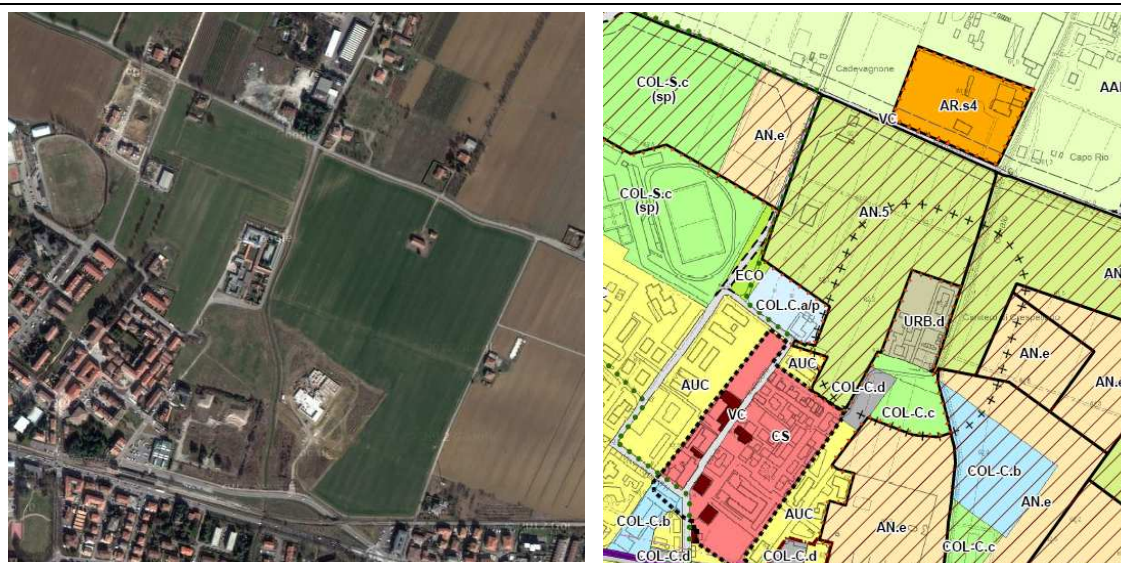 COL-S.c
(sp)
Cadevagnone
AAP
AR.s4
VC
AN.e
Capo Rio
COL-S.c
(sp)
AN.5
ECO
AN
COL.C.a/p
URB.d
AN.e
AUC
AUC
COL-C.d
AN.e
COL-C.c
VC
CS
COL-C.b
AUC
AN.e
AN.e
COL-C.b
COL-C.d
COL-C.d
COL-C.c